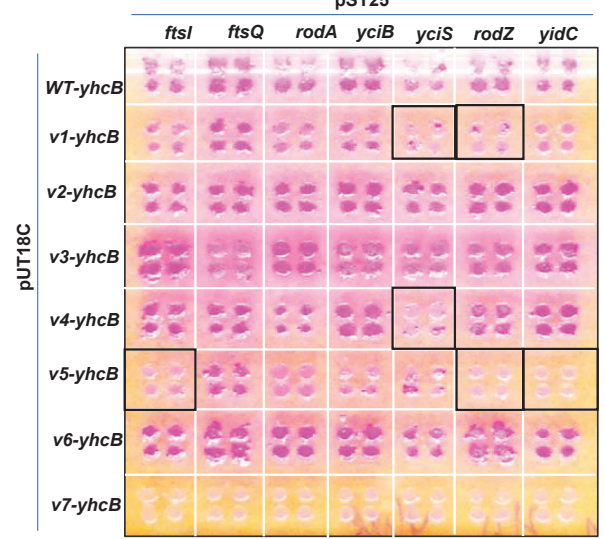 pST25
ftsI ftsQ rodA yciB yciS rodZ yidC
pUT18C
WT-yhcB
v1-yhcB
v2-yhcB
v3-yhcB
v4-yhcB
v5-yhcB
v6-yhcB
v7-yhcB